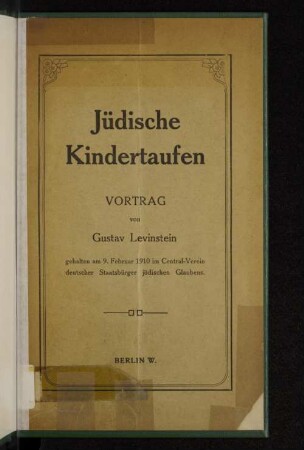 Jüdische
Kindertaufen
VORTRAG
von
Gustav Levinstein
gehalten am 9. Februar 1910 im Central-Verein
deutscher Staatsbürger jüdischen Glaubens.
BERLIN W.